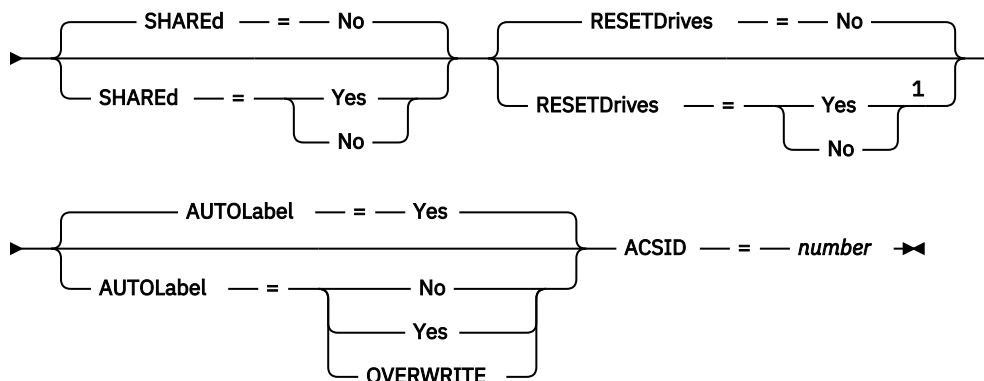 SHAREd = No RESETDrives = No
SHAREd = Yes RESETDrives = Yes 1
No No
AUTOLabel = Yes
ACSID = number
AUTOLabel = No
Yes
OVERWRITE